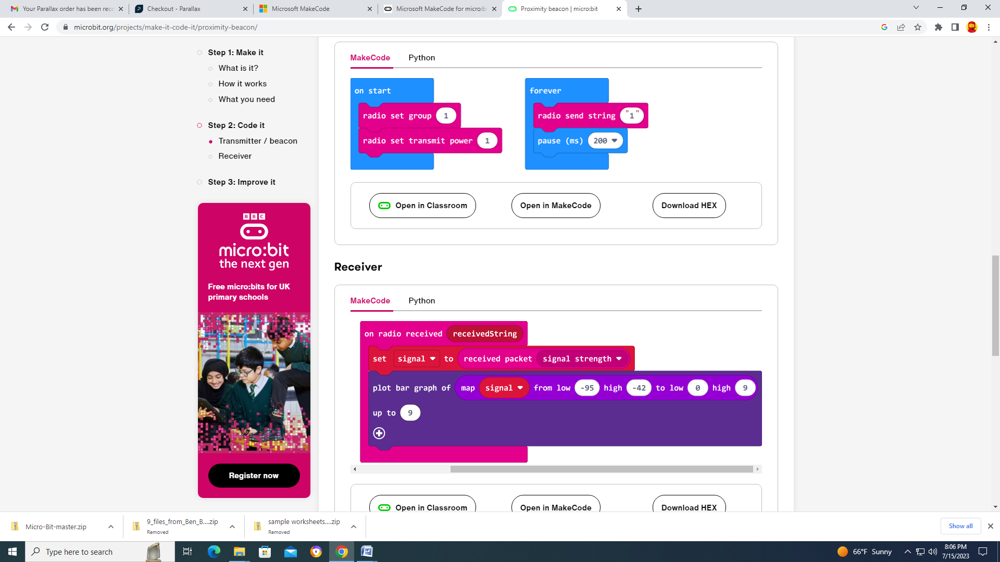 Your Parallax order has been rece
Checkout - Parallax
Microsoft MakeCode
Microsoft MakeCode for micro:bi
Proximity beacon | micro:bit
microbit.org/projects/make-it-code-it/proximity-beacon/
Step 1: Make it
What is it?
How it works
What you need
Step 2: Code it
Transmitter / beacon
Receiver
Step 3: Improve it
BBC
micro:bit
the next gen
Free micro:bits for UK
primary schools
Register now
MakeCode Python
on start
radio set group 1
radio set transmit power 1
forever
radio send string "1"
pause (ms) 200
Open in Classroom
Open in MakeCode
Download HEX
Receiver
MakeCode Python
on radio received receivedString
set signal to received packet signal strength
plot bar graph of map signal from low -95 high -42 to low 0 high 9
up to 9
Open in Classroom
Open in MakeCode
Download HEX
Micro-Bit-master.zip
9_files_from_Ben_B....zip
Removed
sample worksheets....zip
Removed
Show all
Type here to search
66°F Sunny
8:06 PM
7/15/2023